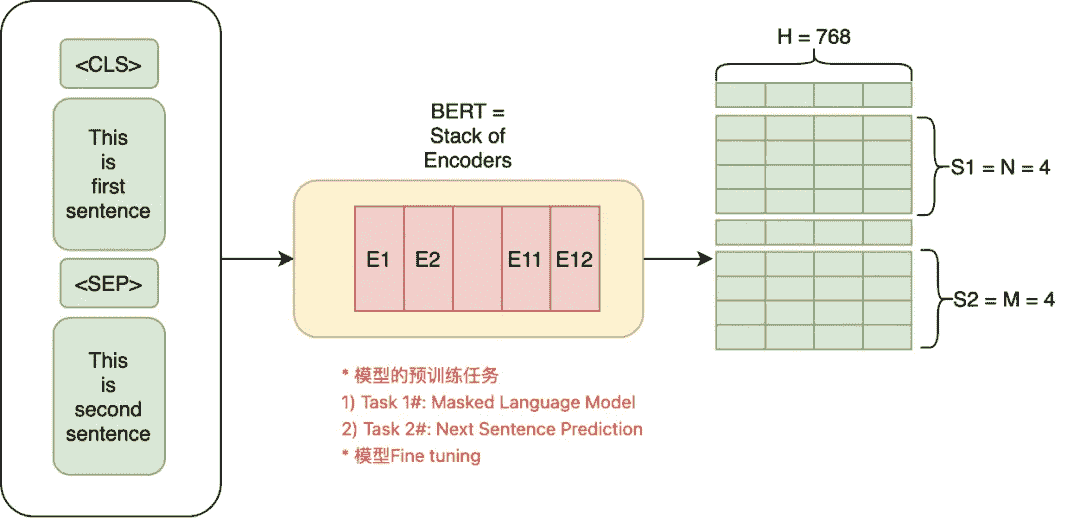 <CLS>
This
is
first
sentence
<SEP>
This
is
second
sentence
BERT =
Stack of
Encoders
E1
E2
E11
E12
* 模型的预训练任务
1) Task 1#: Masked Language Model
2) Task 2#: Next Sentence Prediction
* 模型Fine tuning
H = 768
S1 = N = 4
S2 = M = 4